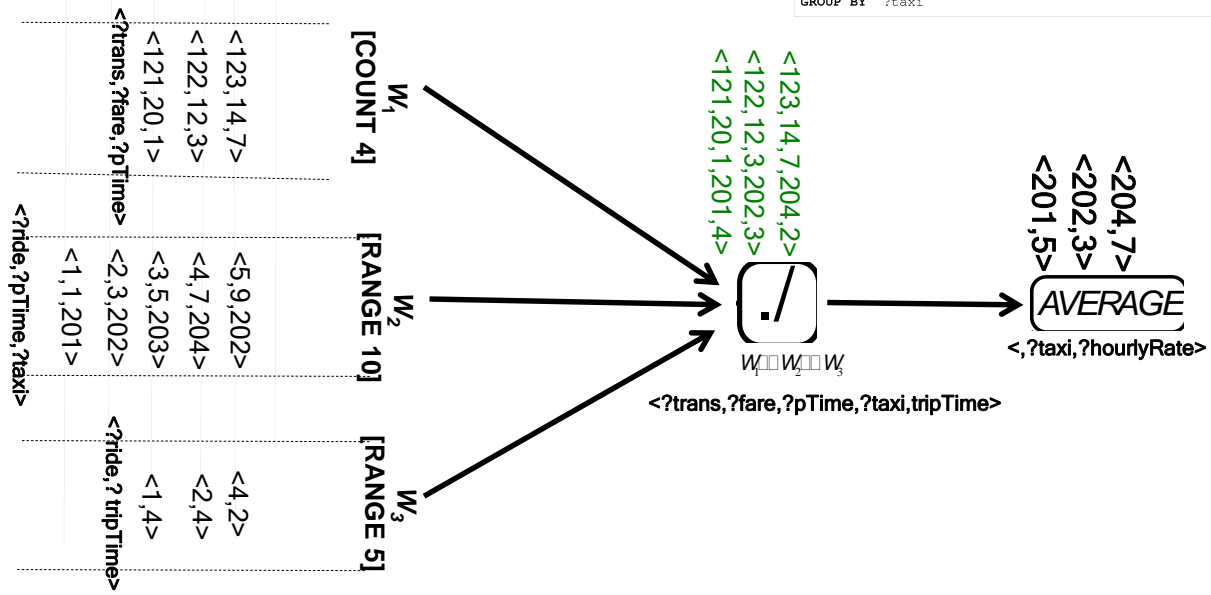 GROUP BY ?taxi
W1
[COUNT 4]
<123,14,7>
<122,12,3>
<121,20,1>
<?trans,?fare,?pTime>
W2
[RANGE 10]
<5,9,202>
<4,7,204>
<3,5,203>
<2,3,202>
<1,1,201>
<?ride,?pTime,?taxi>
W3
[RANGE 5]
<4,2>
<2,4>
<1,4>
<?ride,? tripTime>
<123,14,7,204,2>
<122,12,3,202,3>
<121,20,1,201,4>
./
W1 W2 W3
<?trans,?fare,?pTime,?taxi,tripTime>
<204,7>
<202,3>
<201,5>
AVERAGE
<,?taxi,?hourlyRate>